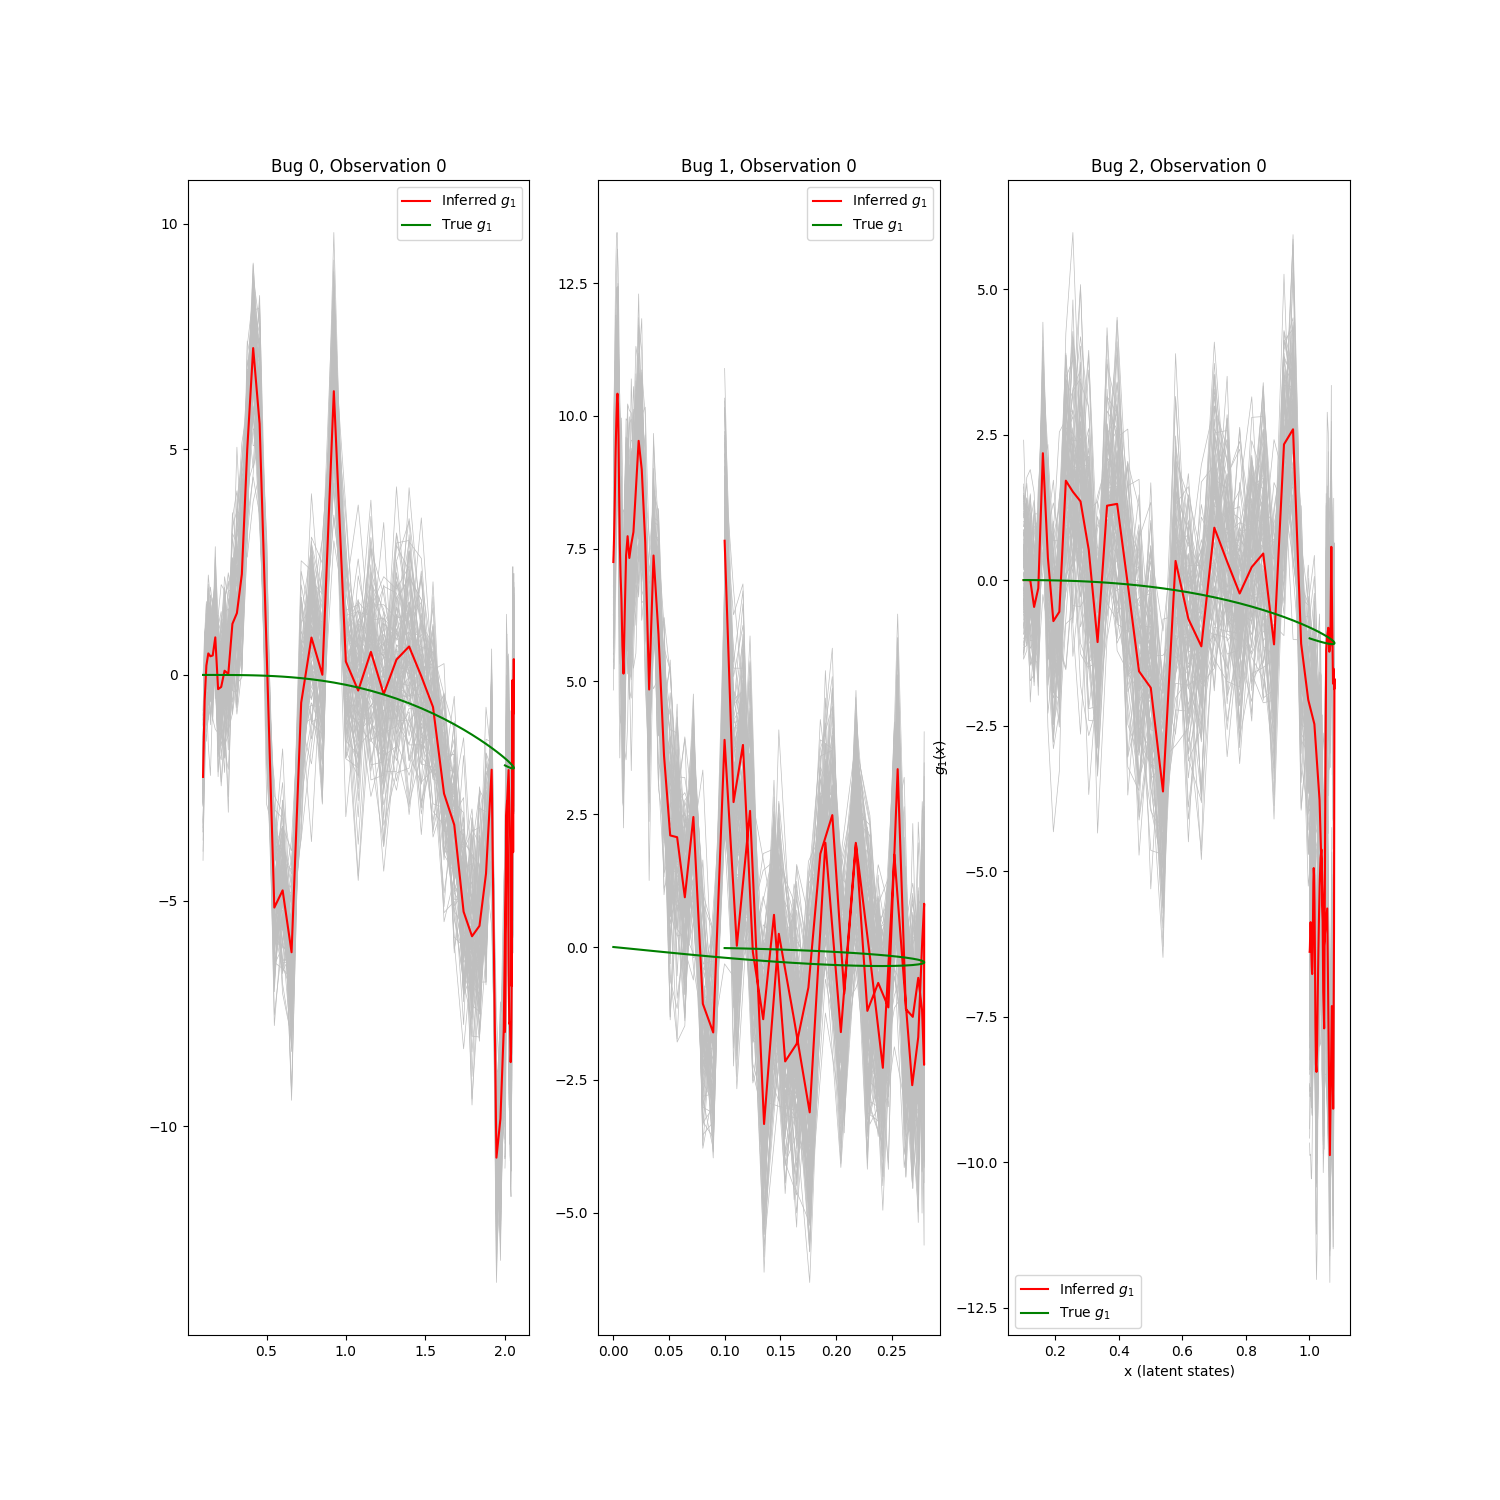 Bug 0, Observation 0
Inferred g₁
True g₁
10
5
0
−5
−10
0.5 1.0 1.5 2.0
Bug 1, Observation 0
Inferred g₁
True g₁
12.5
10.0
7.5
5.0
2.5
0.0
−2.5
−5.0
0.00 0.05 0.10 0.15 0.20 0.25
Bug 2, Observation 0
g₁(x)
5.0
2.5
0.0
−2.5
−5.0
−7.5
−10.0
−12.5
Inferred g₁
True g₁
0.2 0.4 0.6 0.8 1.0
x (latent states)